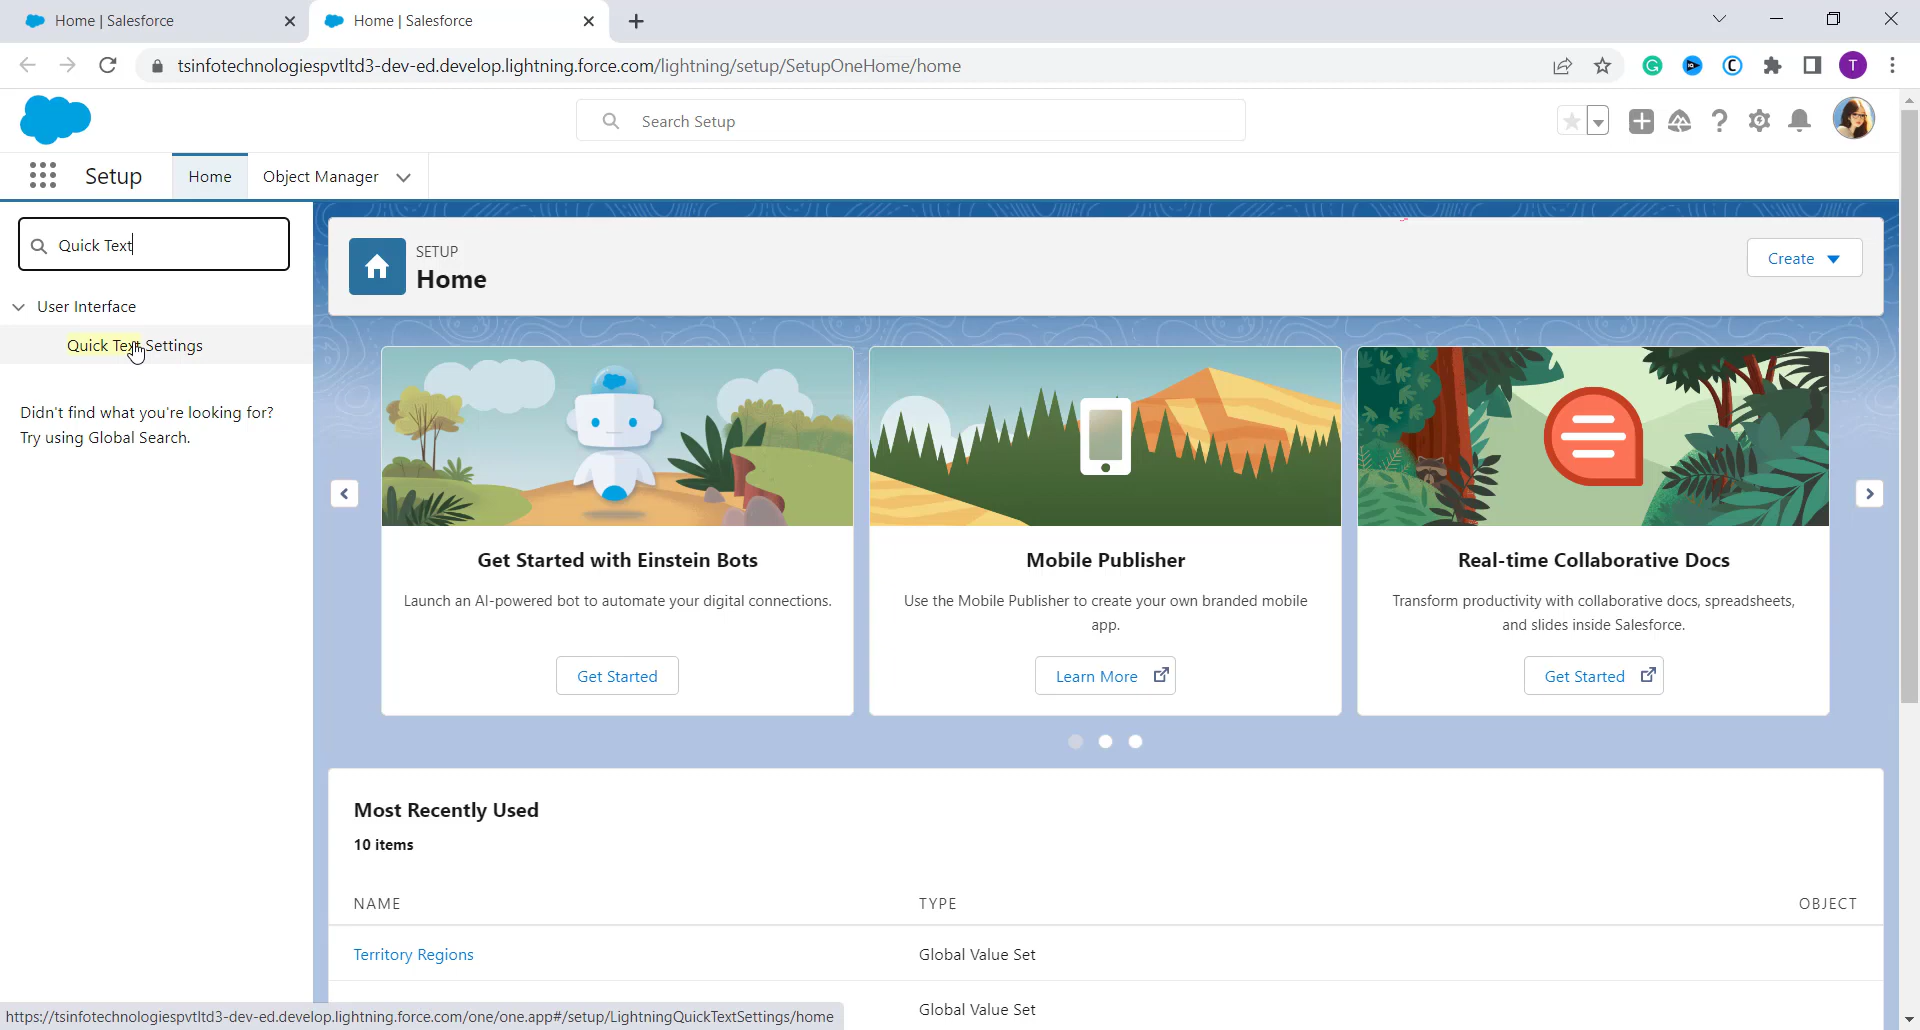 Home | Salesforce
Home | Salesforce
tsinfotechnologiespvtltd3-dev-ed.develop.lightning.force.com/lightning/setup/SetupOneHome/home
T
Search Setup
Setup
Home
Object Manager
Quick Text
User Interface
Quick Text Settings
Didn't find what you're looking for?
Try using Global Search.
SETUP
Home
Create
Get Started with Einstein Bots
Launch an AI-powered bot to automate your digital connections.
Get Started
Mobile Publisher
Use the Mobile Publisher to create your own branded mobile
app.
Learn More
Real-time Collaborative Docs
Transform productivity with collaborative docs, spreadsheets,
and slides inside Salesforce.
Get Started
Most Recently Used
10 items
NAME TYPE OBJECT
Territory Regions Global Value Set
Global Value Set
https://tsinfotechnologiespvtltd3-dev-ed.develop.lightning.force.com/one/one.app#/setup/LightningQuickTextSettings/home